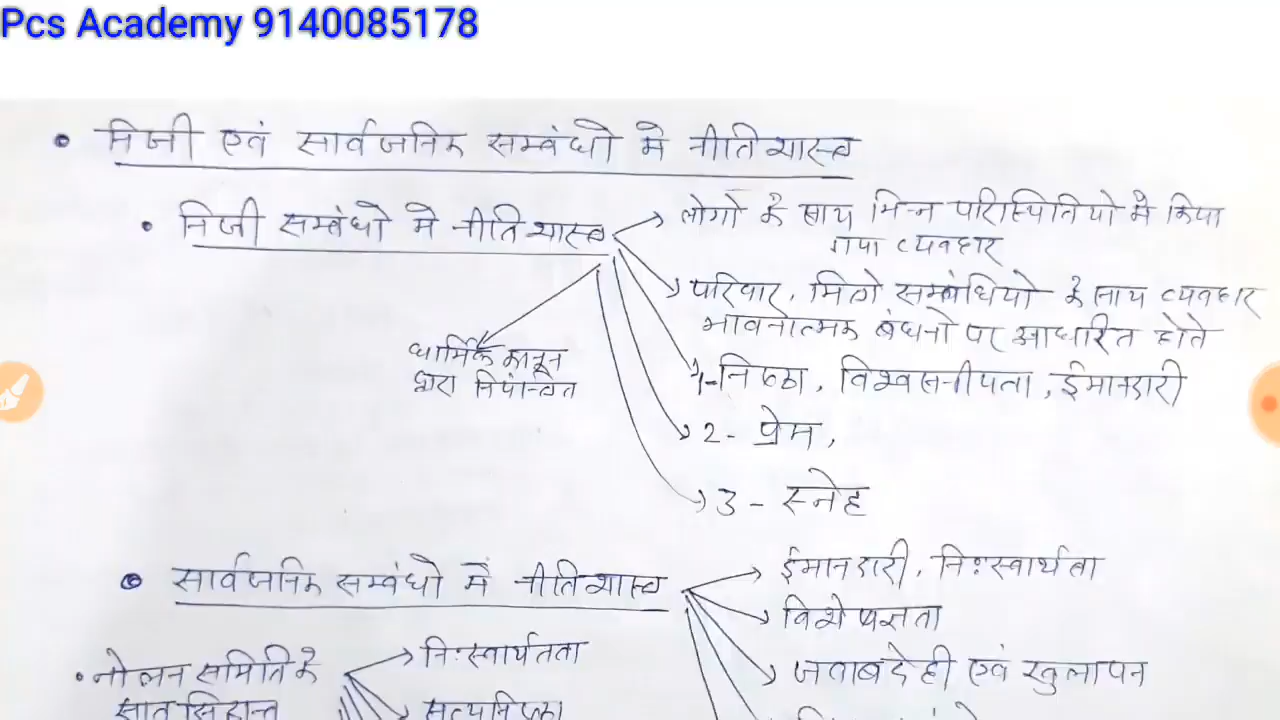 Pcs Academy 9140085178
• निजी एवं सार्वजनिक सम्बंधो मे नीतिशास्त्र
• निजी सम्बंधो मे नीतिशास्त्र
लोगो के साथ भिन्न परिस्थितियो मे किया
गया व्यवहार
परिवार, मित्रो सम्बंधियो के साथ व्यवहार
भावनात्मक बंधनो पर आधारित होते
धार्मिक कानून
द्वारा नियंत्रित
1-निष्ठा, विश्वसनीयता, ईमानदारी
2- प्रेम,
3 - स्नेह
• सार्वजनिक सम्बंधो में नीतिशास्त्र
ईमानदारी, निःस्वार्थता
विशेषज्ञता
जवाबदेही एवं खुलापन
• नोलन समिति के
सात सिद्धान्त
निःस्वार्थतता
सत्यनिष्ठा